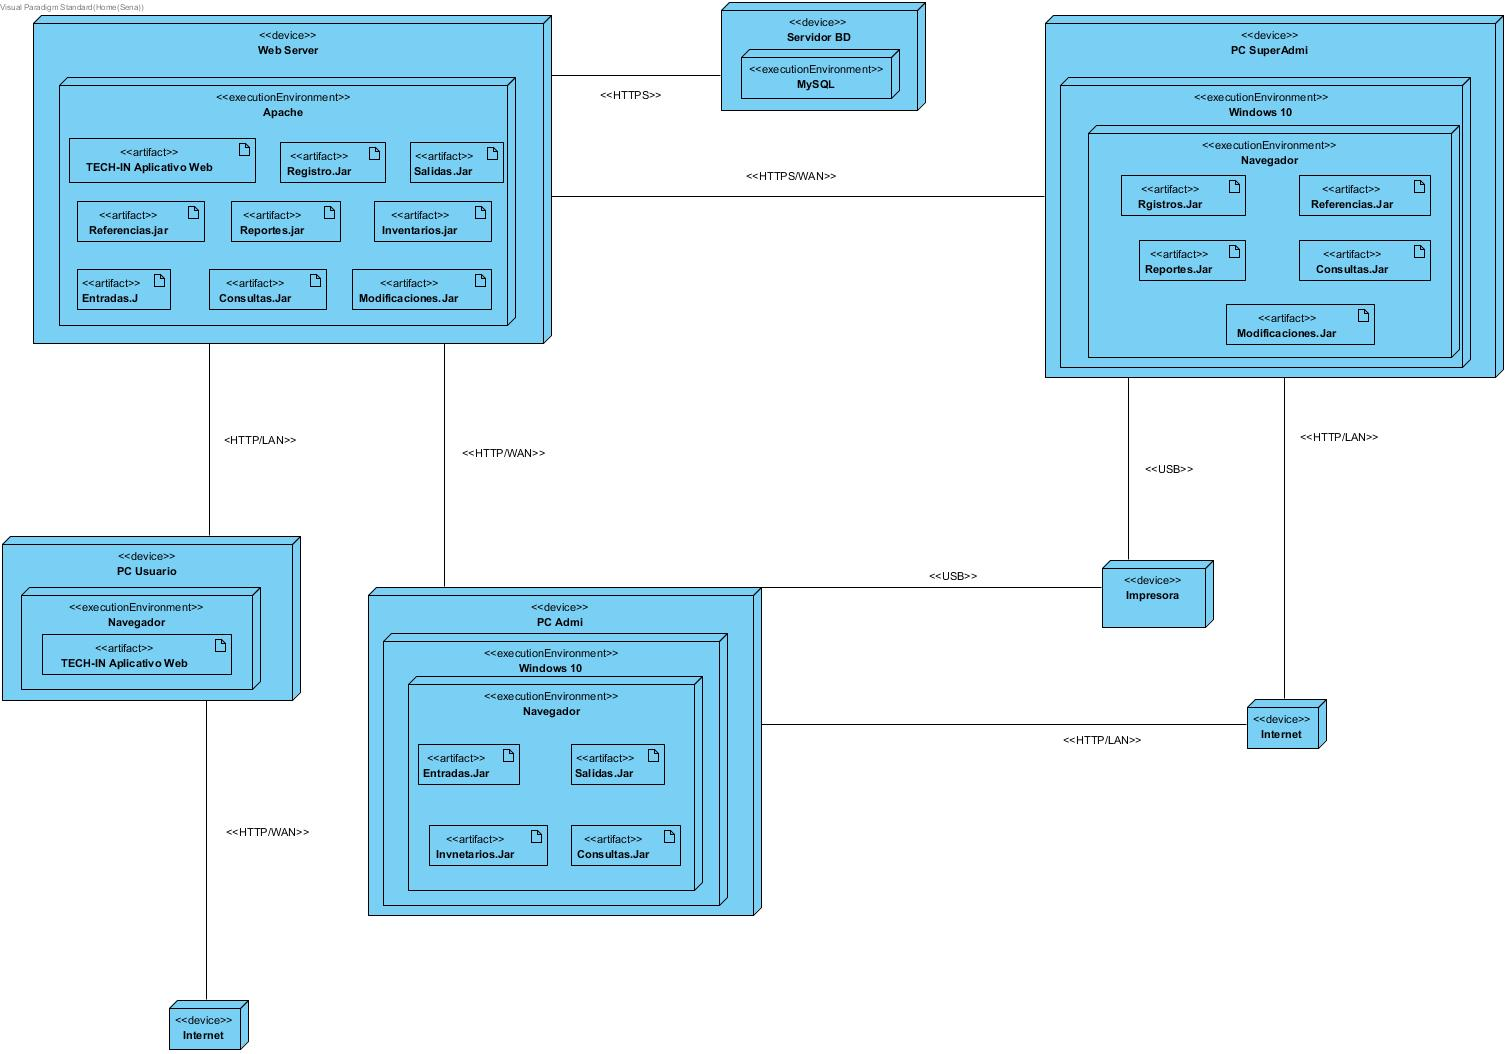 Visual Paradigm Standard(Home(Sena))
<<device>>
Web Server
<<executionEnvironment>>
Apache
<<artifact>>
TECH-IN Aplicativo Web
<<artifact>>
Registro.Jar
<<artifact>>
Salidas.Jar
<<artifact>>
Referencias.jar
<<artifact>>
Reportes.jar
<<artifact>>
Inventarios.jar
<<artifact>>
Entradas.J
<<artifact>>
Consultas.Jar
<<artifact>>
Modificaciones.Jar
<<HTTPS>>
<<device>>
Servidor BD
<<executionEnvironment>>
MySQL
<<HTTPS/WAN>>
<<device>>
PC SuperAdmi
<<executionEnvironment>>
Windows 10
<<executionEnvironment>>
Navegador
<<artifact>>
Rgistros.Jar
<<artifact>>
Referencias.Jar
<<artifact>>
Reportes.Jar
<<artifact>>
Consultas.Jar
<<artifact>>
Modificaciones.Jar
<HTTP/LAN>>
<<HTTP/WAN>>
<<USB>>
<<HTTP/LAN>>
<<device>>
PC Usuario
<<executionEnvironment>>
Navegador
<<artifact>>
TECH-IN Aplicativo Web
<<device>>
PC Admi
<<executionEnvironment>>
Windows 10
<<executionEnvironment>>
Navegador
<<artifact>>
Entradas.Jar
<<artifact>>
Salidas.Jar
<<artifact>>
Invnetarios.Jar
<<artifact>>
Consultas.Jar
<<USB>>
<<device>>
Impresora
<<HTTP/LAN>>
<<device>>
Internet
<<HTTP/WAN>>
<<device>>
Internet